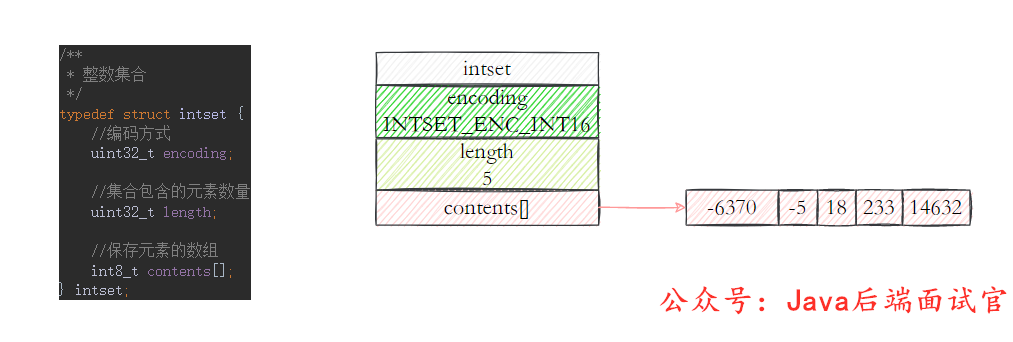 /**
* 整数集合
*/
typedef struct intset {
//编码方式
uint32_t encoding;
//集合包含的元素数量
uint32_t length;
//保存元素的数组
int8_t contents[];
} intset;
intset
encoding
INTSET_ENC_INT16
length
5
contents[]
-6370 -5 18 233 14632
公众号：Java后端面试官